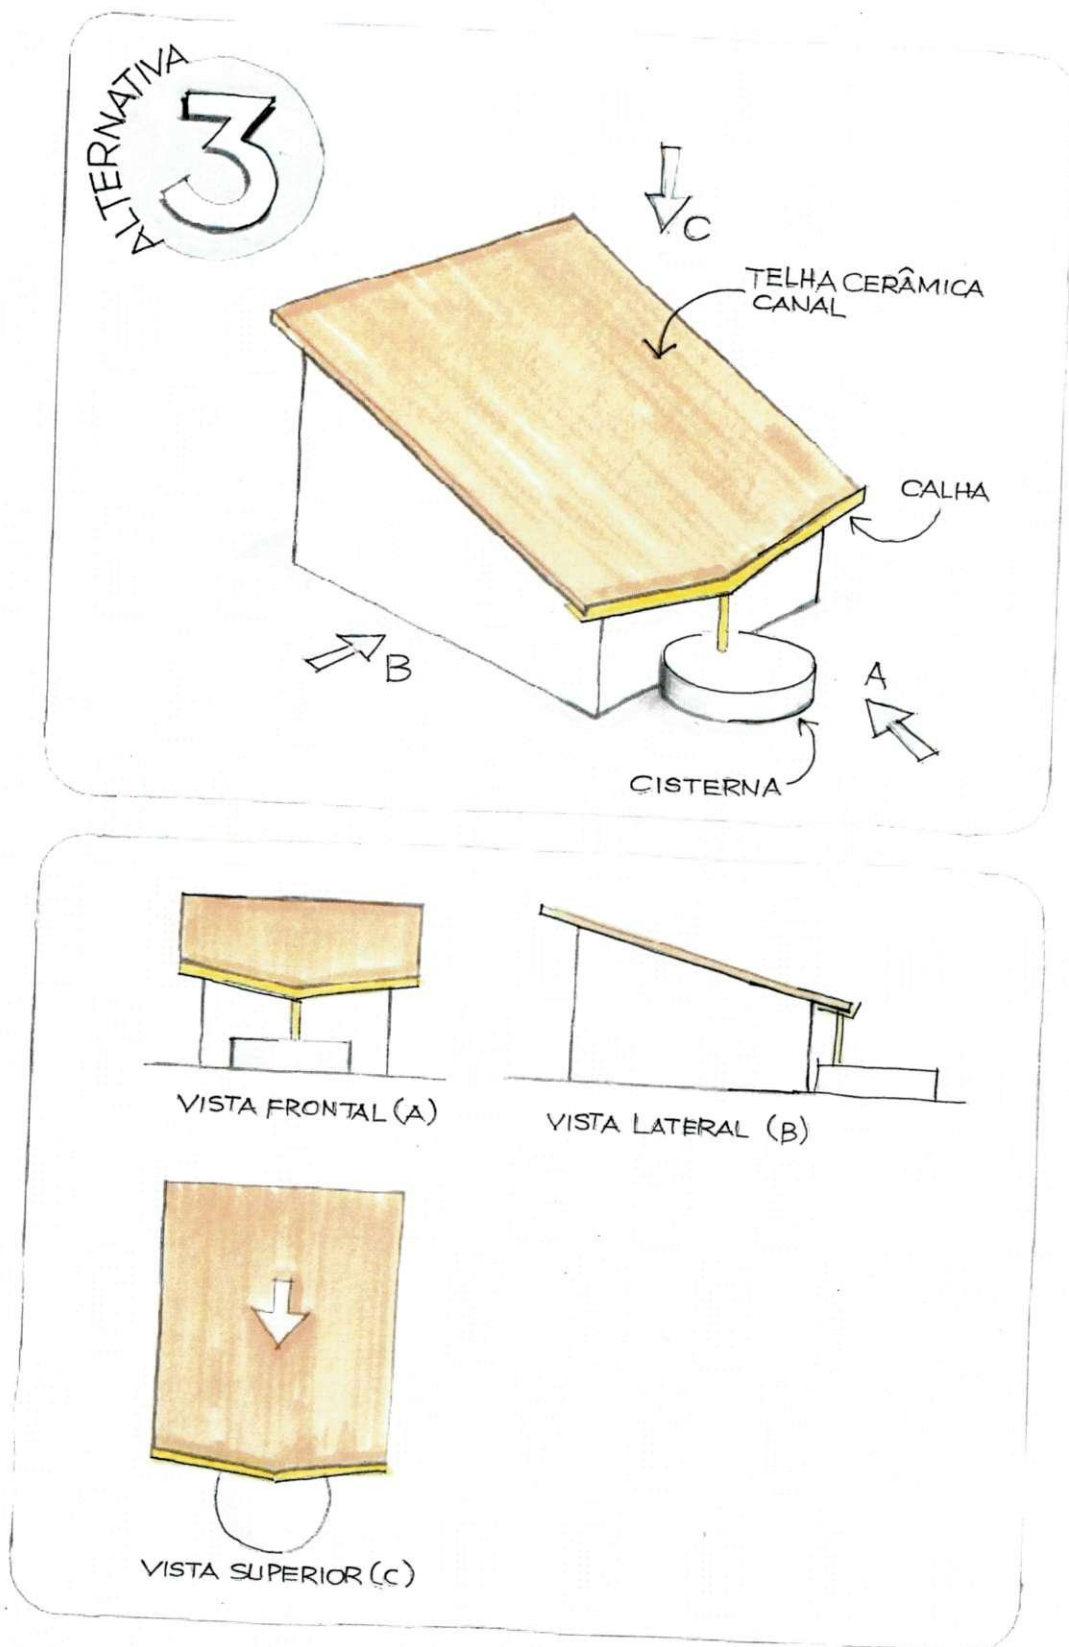 ALTERNATIVA
3
C
TELHA CERÂMICA
CANAL
CALHA
B
A
CISTERNA
VISTA FRONTAL (A)
VISTA LATERAL (B)
VISTA SUPERIOR (C)